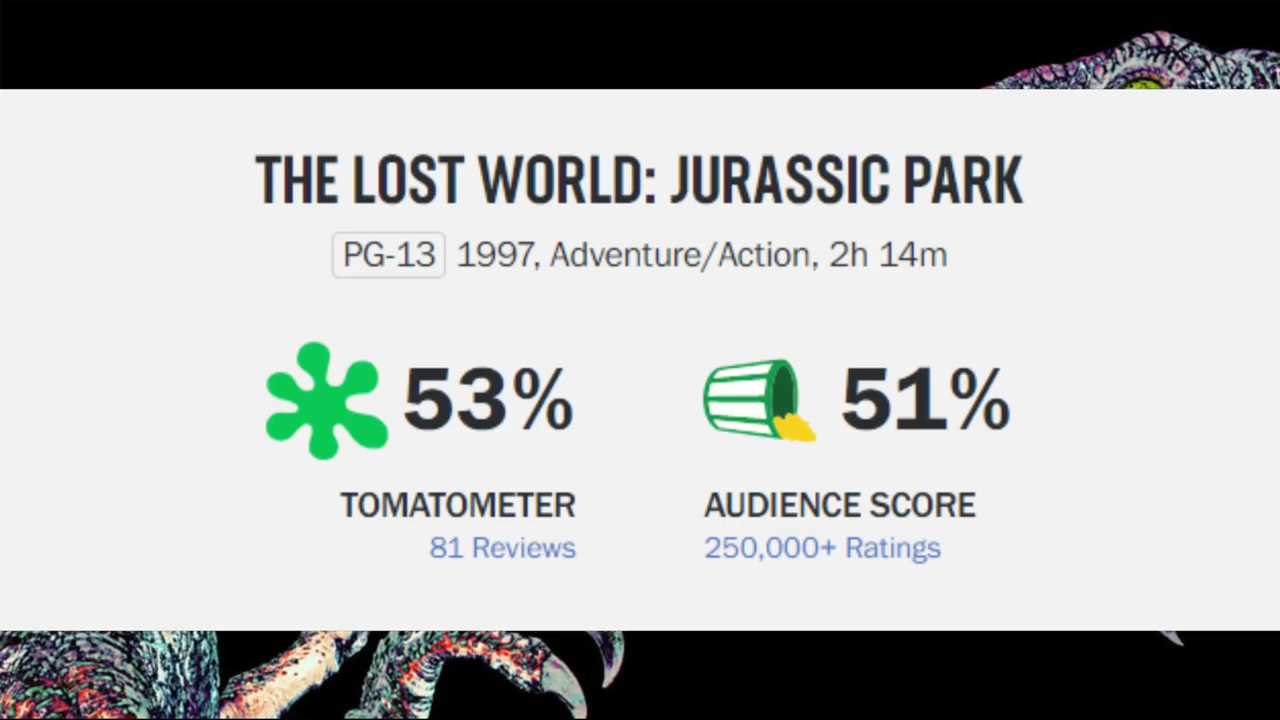 THE LOST WORLD: JURASSIC PARK
PG-13 1997, Adventure/Action, 2h 14m
53% 51%
TOMATOMETER AUDIENCE SCORE
81 Reviews 250,000+ Ratings